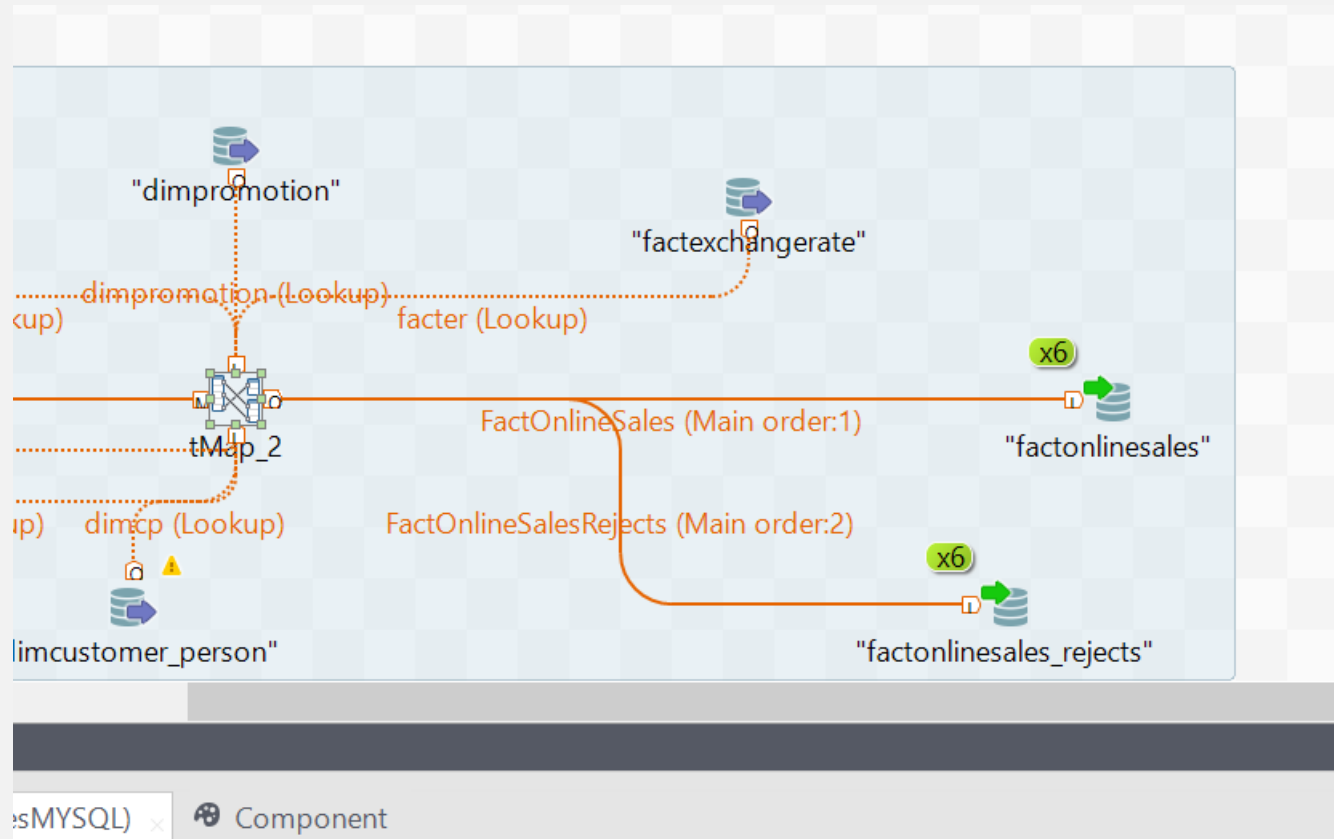 "dimpromotion"
"factexchangerate"
dimpromotion (Lookup)
kup)
facter (Lookup)
x6
FactOnlineSales (Main order:1)
tMap_2
"factonlinesales"
up)
dimcp (Lookup)
FactOnlineSalesRejects (Main order:2)
x6
limcustomer_person"
"factonlinesales_rejects"
esMYSQL)
Component